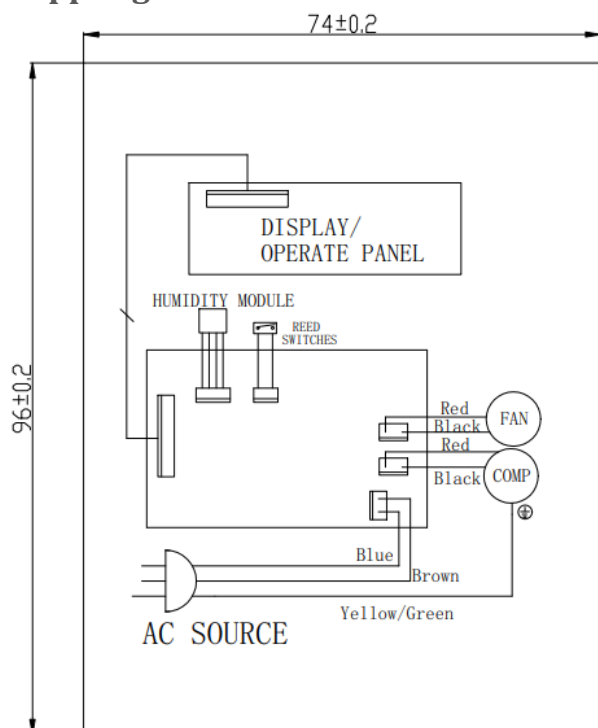 74±0.2
96±0.2
DISPLAY/
OPERATE PANEL
HUMIDITY MODULE
REED
SWITCHES
Red
Black
FAN
Red
Black
COMP
Blue
Brown
Yellow/Green
AC SOURCE